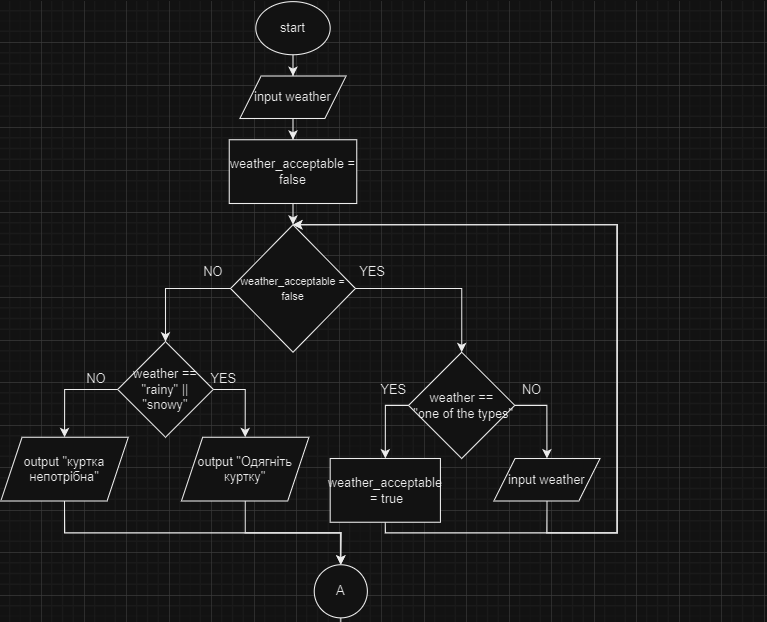 start
input weather
weather_acceptable =
false
NO
YES
weather_acceptable =
false
NO
YES
weather ==
"rainy" ||
"snowy"
YES
NO
weather ==
"one of the types"
output "куртка
непотрібна"
output "Одягніть
куртку"
weather_acceptable
= true
input weather
A